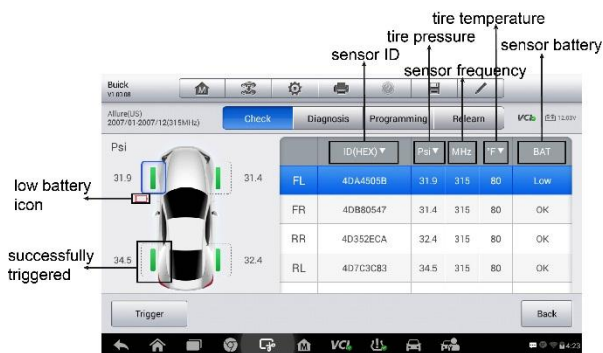 tire temperature
tire pressure
sensor ID
sensor battery
sensor frequency
Buick
V1.80.08
Allure(US)
2007/01-2007/12(315MHz)
Check
Diagnosis
Programming
Relearn
VCI
12.03V
Psi
ID(HEX)▼
Psi▼
MHz
°F▼
BAT
31.9
31.4
FL 4DA4505B 31.9 315 80 Low
low battery
icon
FR 4DB80547 31.4 315 80 OK
RR 4D352ECA 32.4 315 80 OK
successfully
triggered
34.5
32.4
RL 4D7C3C83 34.5 315 80 OK
Trigger
Back
VCI
4:23